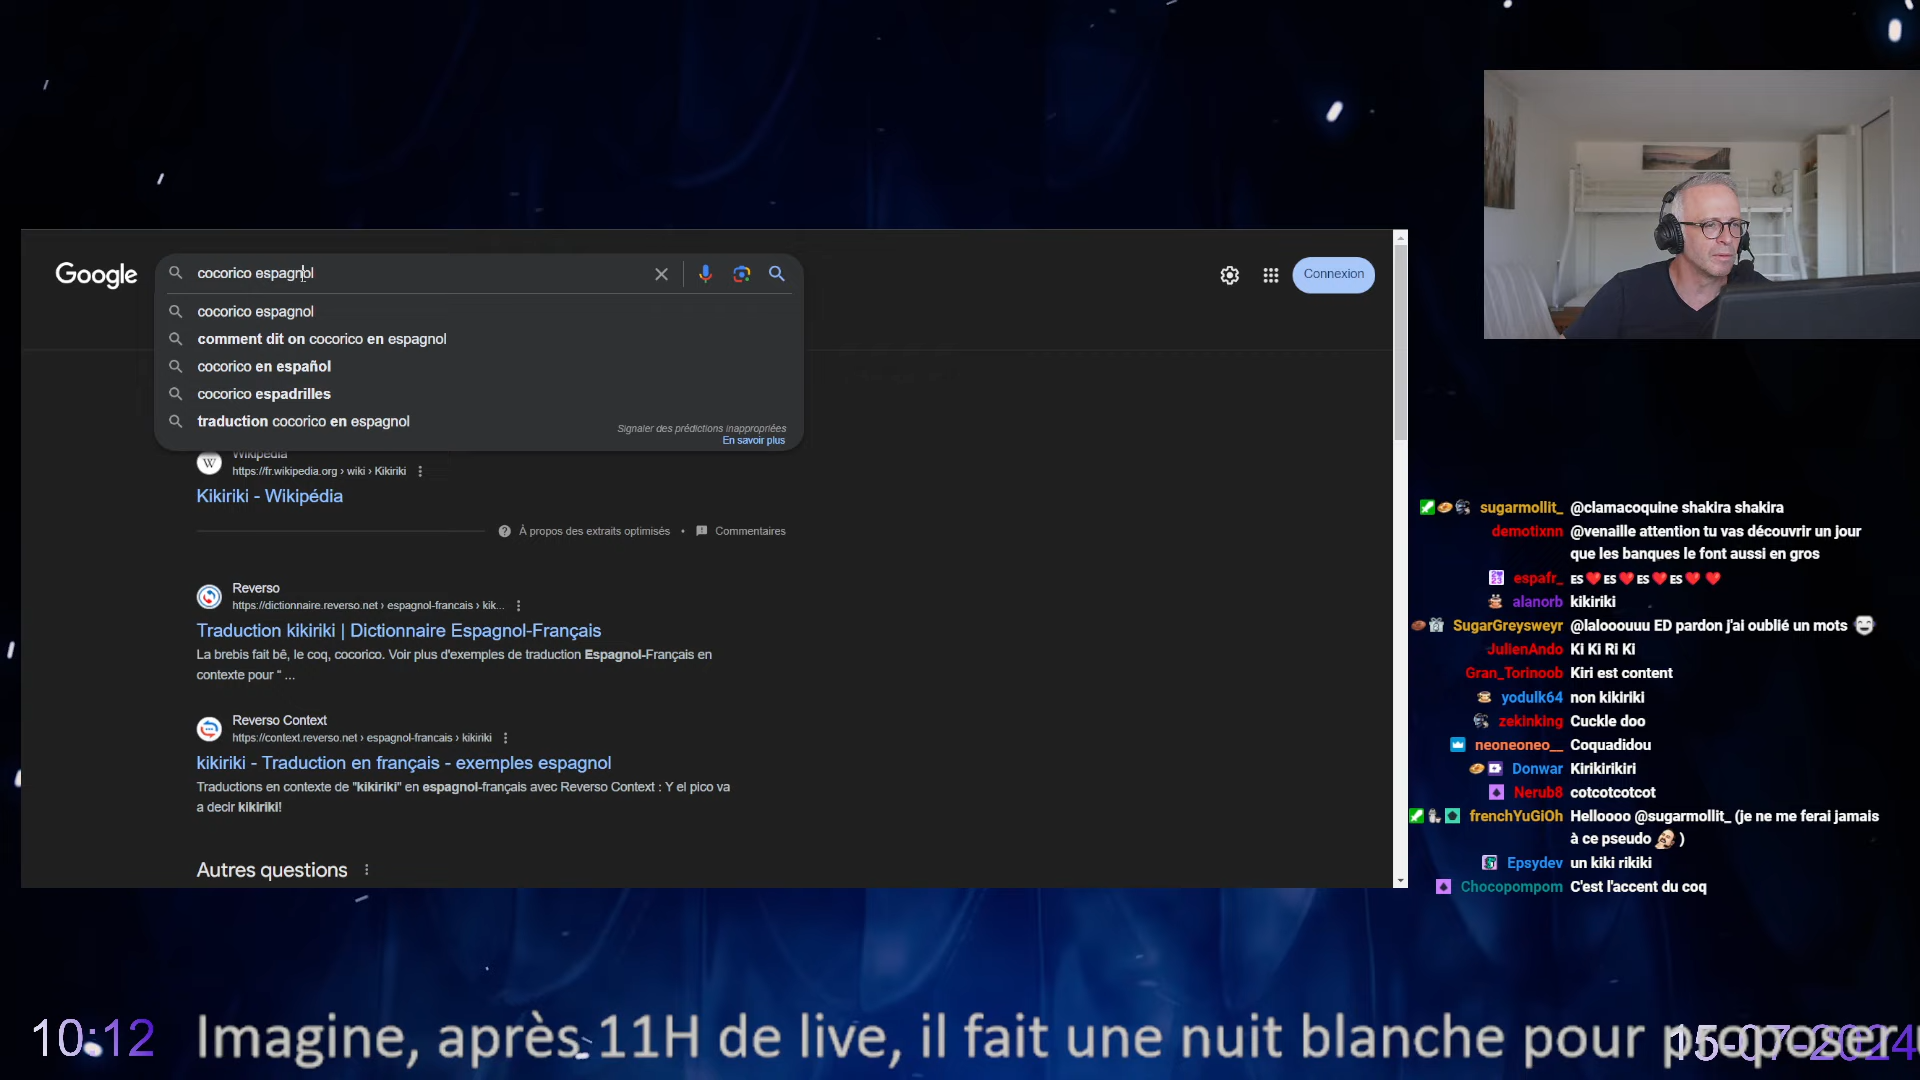 Google
cocorico espagnol
Connexion
cocorico espagnol
comment dit on cocorico en espagnol
cocorico en español
cocorico espadrilles
traduction cocorico en espagnol
Signaler des prédictions inappropriées
En savoir plus
Wikipédia
https://fr.wikipedia.org › wiki › Kikiriki
Kikiriki - Wikipédia
À propos des extraits optimisés • Commentaires
Reverso
https://dictionnaire.reverso.net › espagnol-francais › kik...
Traduction kikiriki | Dictionnaire Espagnol-Français
La brebis fait bê, le coq, cocorico. Voir plus d'exemples de traduction Espagnol-Français en
contexte pour “ ...
Reverso Context
https://context.reverso.net › espagnol-francais › kikiriki
kikiriki - Traduction en français - exemples espagnol
Traductions en contexte de "kikiriki" en espagnol-français avec Reverso Context : Y el pico va
a decir kikiriki!
Autres questions
sugarmollit_ @clamacoquine shakira shakira
demotixnn @venaille attention tu vas découvrir un jour
que les banques le font aussi en gros
espafr_ ES❤️ES❤️ES❤️ES❤️ ❤️
alanorb kikiriki
SugarGreysweyr @lalooouuu ED pardon j'ai oublié un mots
JulienAndo Ki Ki Ri Ki
Gran_Torinoob Kiri est content
yodulk64 non kikiriki
zekinking Cuckle doo
neoneoneo__ Coquadidou
Donwar Kirikirikiri
Nerub8 cotcotcotcot
frenchYuGiOh Helloooo @sugarmollit_ (je ne me ferai jamais
à ce pseudo )
Epsydev un kiki rikiki
Chocopompom C'est l'accent du coq
10:12
Imagine, après 11H de live, il fait une nuit blanche pour proposer
15-07-2024